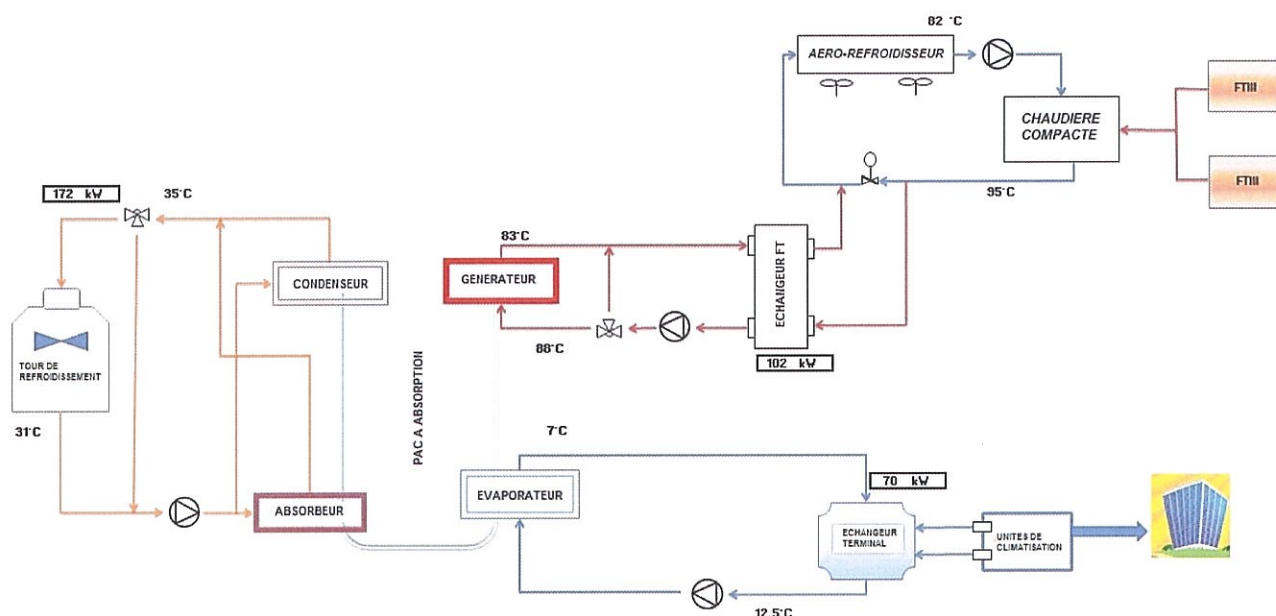 82 °C
AERO-REFROIDISSEUR
FTIII
CHAUDIERE
COMPACTE
FTIII
95°C
172 kW
35°C
83°C
CONDENSEUR
GENERATEUR
ECHANGEUR FT
88°C
102 kW
TOUR DE
REFROIDISSEMENT
31°C
PAC A ABSORPTION
7°C
70 kW
EVAPORATEUR
ABSORBEUR
ECHANGEUR
TERMINAL
UNITES DE
CLIMATISATION
12.5°C